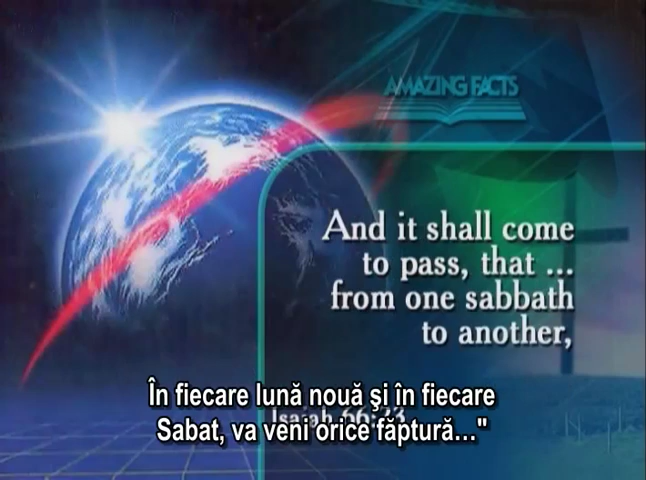 AMAZING FACTS
And it shall come
to pass, that ...
from one sabbath
to another,
Isaiah 66:23
În fiecare lună nouă şi în fiecare
Sabat, va veni orice făptură..."